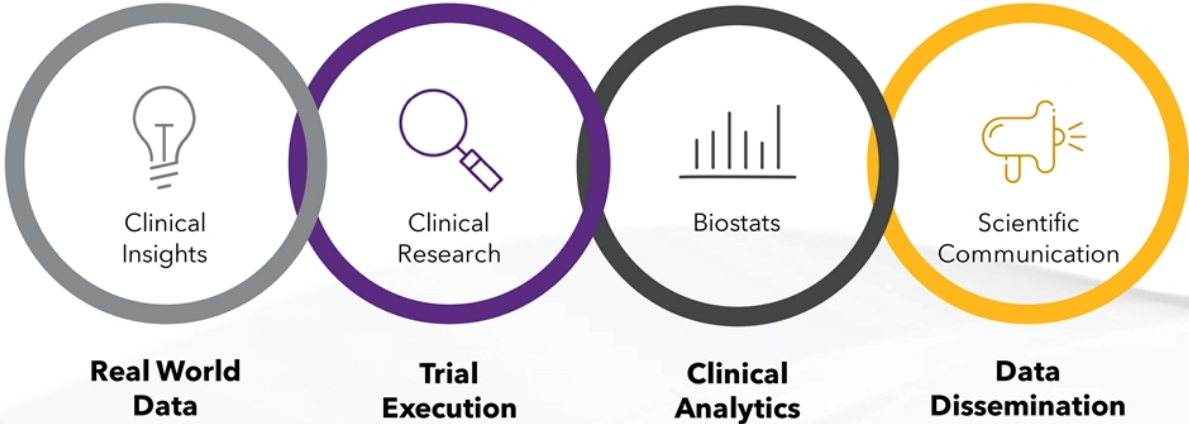 Clinical
Insights
Clinical
Research
Biostats
Scientific
Communication
Real World
Data
Trial
Execution
Clinical
Analytics
Data
Dissemination